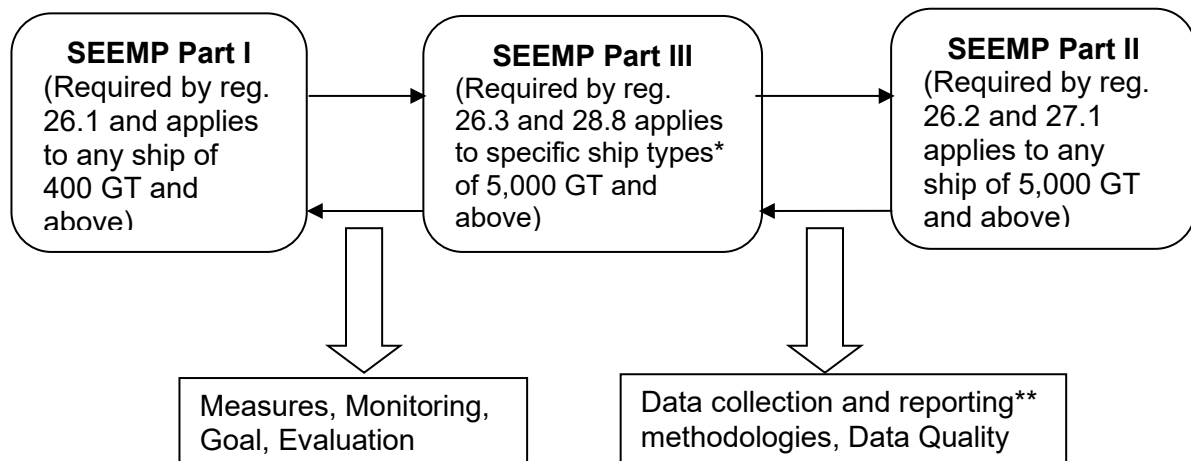 SEEMP Part I
(Required by reg.
26.1 and applies
to any ship of
400 GT and
above)
SEEMP Part III
(Required by reg.
26.3 and 28.8 applies
to specific ship types*
of 5,000 GT and
above)
SEEMP Part II
(Required by reg.
26.2 and 27.1
applies to any
ship of 5,000 GT
and above)
Measures, Monitoring,
Goal, Evaluation
Data collection and reporting**
methodologies, Data Quality